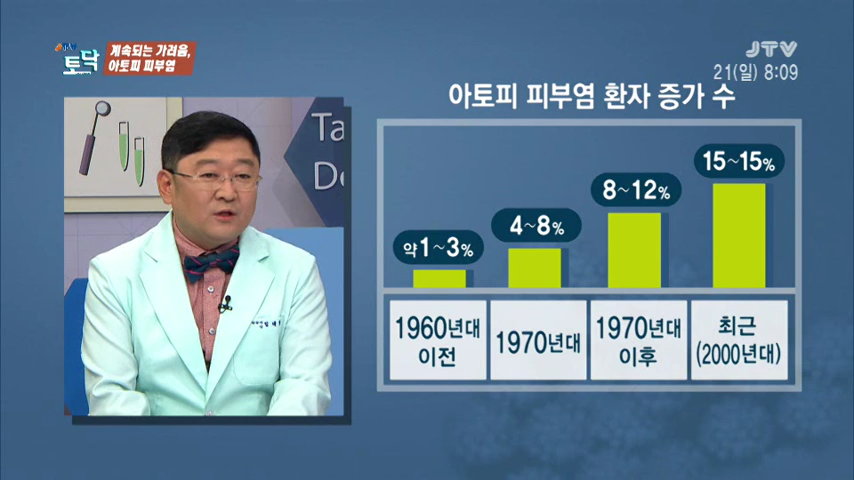 토닥
계속되는 가려움,
아토피 피부염
JTV
21(일) 8:09
Ta
De
아토피 피부염 환자 증가 수
약1~3%
4~8%
8~12%
15~15%
1960년대
이전
1970년대
1970년대
이후
최근
(2000년대)